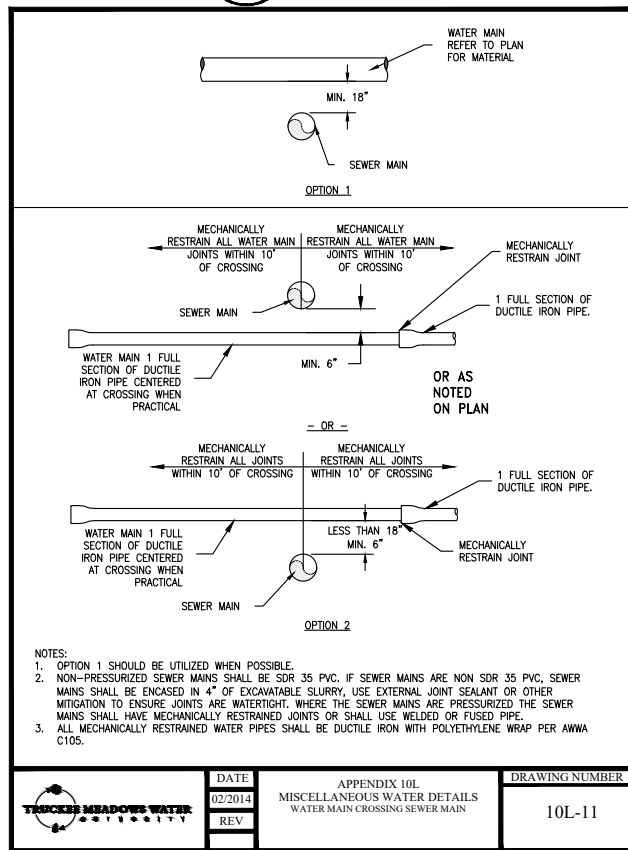 WATER MAIN
REFER TO PLAN
FOR MATERIAL
MIN. 18"
SEWER MAIN
OPTION 1
MECHANICALLY
RESTRAIN ALL WATER MAIN
JOINTS WITHIN 10'
OF CROSSING
MECHANICALLY
RESTRAIN ALL WATER MAIN
JOINTS WITHIN 10'
OF CROSSING
MECHANICALLY
RESTRAIN JOINT
SEWER MAIN
1 FULL SECTION OF
DUCTILE IRON PIPE.
WATER MAIN 1 FULL
SECTION OF DUCTILE
IRON PIPE CENTERED
AT CROSSING WHEN
PRACTICAL
MIN. 6"
OR AS
NOTED
ON PLAN
- OR -
MECHANICALLY
RESTRAIN ALL JOINTS
WITHIN 10' OF CROSSING
MECHANICALLY
RESTRAIN ALL JOINTS
WITHIN 10' OF CROSSING
1 FULL SECTION OF
DUCTILE IRON PIPE.
WATER MAIN 1 FULL
SECTION OF DUCTILE
IRON PIPE CENTERED
AT CROSSING WHEN
PRACTICAL
LESS THAN 18"
MIN. 6"
MECHANICALLY
RESTRAIN JOINT
SEWER MAIN
OPTION 2
NOTES:
1. OPTION 1 SHOULD BE UTILIZED WHEN POSSIBLE.
2. NON-PRESSURIZED SEWER MAINS SHALL BE SDR 35 PVC. IF SEWER MAINS ARE NON SDR 35 PVC, SEWER
MAINS SHALL BE ENCASED IN 4" OF EXCAVATABLE SLURRY, USE EXTERNAL JOINT SEALANT OR OTHER
MITIGATION TO ENSURE JOINTS ARE WATERTIGHT. WHERE THE SEWER MAINS ARE PRESSURIZED THE SEWER
MAINS SHALL HAVE MECHANICALLY RESTRAINED JOINTS OR SHALL USE WELDED OR FUSED PIPE.
3. ALL MECHANICALLY RESTRAINED WATER PIPES SHALL BE DUCTILE IRON WITH POLYETHYLENE WRAP PER AWWA
C105.
TRUCKEE MEADOWS WATER
AUTHORITY
DATE
02/2014
REV
APPENDIX 10L
MISCELLANEOUS WATER DETAILS
WATER MAIN CROSSING SEWER MAIN
DRAWING NUMBER
10L-11